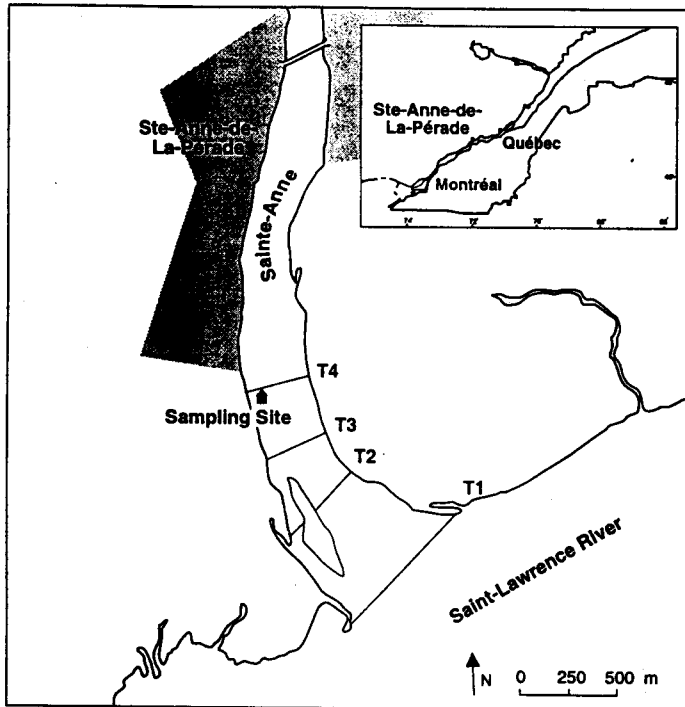 Ste-Anne-de-
La-Pérade
Sainte-Anne
Ste-Anne-de-
La-Pérade
Québec
Montréal
T4
Sampling Site
T3
T2
T1
Saint-Lawrence River
N
0 250 500 m